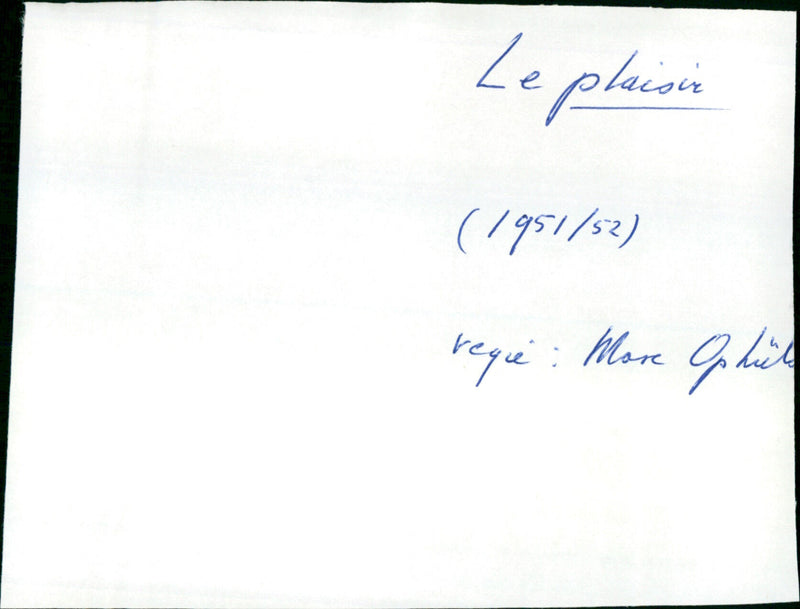 Le plaisir
(1951/52)
regie : Marc Ophüls